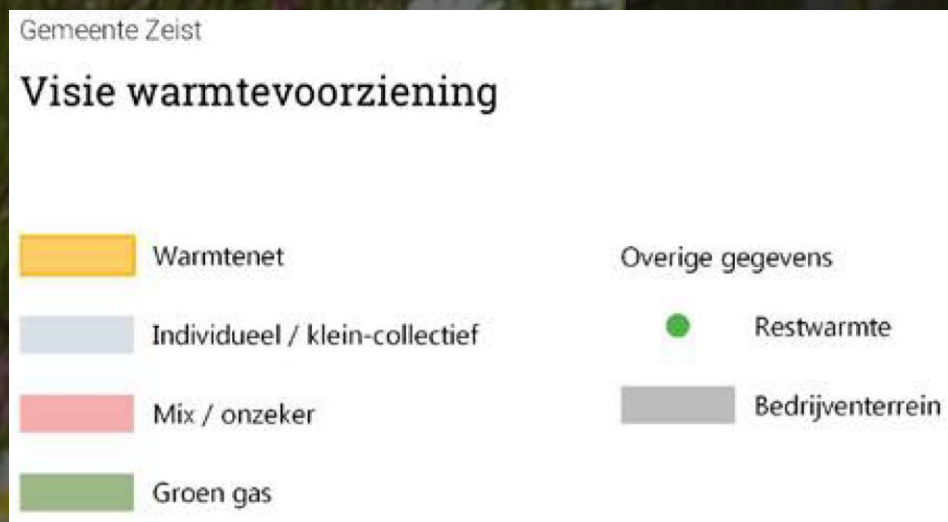 Gemeente Zeist
Visie warmtevoorziening
Warmtenet
Individueel / klein-collectief
Mix / onzeker
Groen gas
Overige gegevens
Restwarmte
Bedrijventerrein